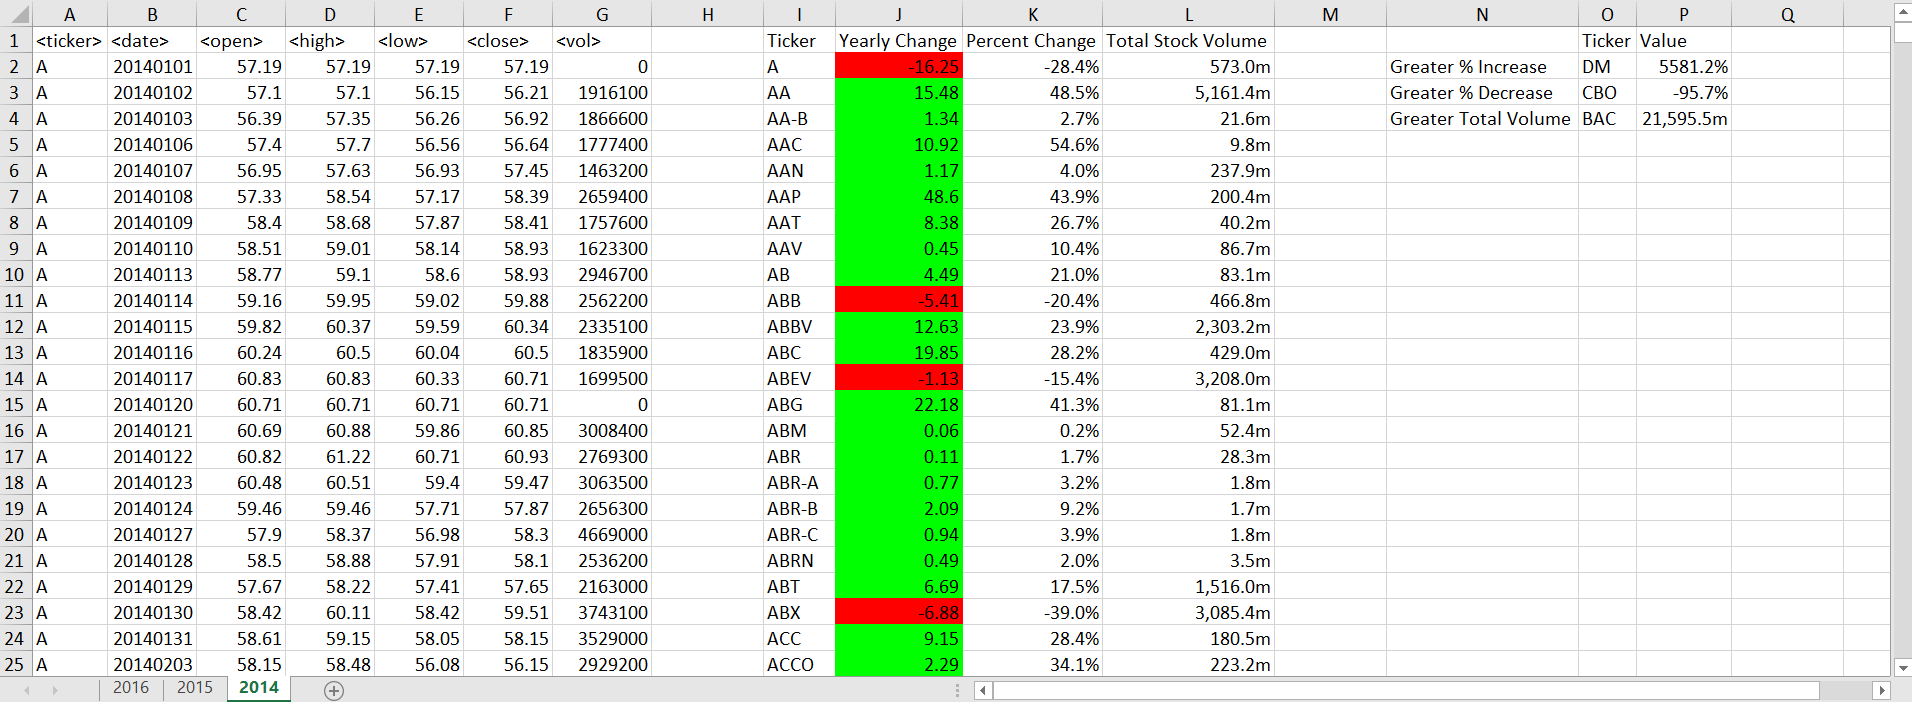 A B C D E F G H I J K L M N O P Q
1 <ticker> <date> <open> <high> <low> <close> <vol> Ticker Yearly Change Percent Change Total Stock Volume Ticker Value
2 A 20140101 57.19 57.19 57.19 57.19 0 A -16.25 -28.4% 573.0m Greater % Increase DM 5581.2%
3 A 20140102 57.1 57.1 56.15 56.21 1916100 AA 15.48 48.5% 5,161.4m Greater % Decrease CBO -95.7%
4 A 20140103 56.39 57.35 56.26 56.92 1866600 AA-B 1.34 2.7% 21.6m Greater Total Volume BAC 21,595.5m
5 A 20140106 57.4 57.7 56.56 56.64 1777400 AAC 10.92 54.6% 9.8m
6 A 20140107 56.95 57.63 56.93 57.45 1463200 AAN 1.17 4.0% 237.9m
7 A 20140108 57.33 58.54 57.17 58.39 2659400 AAP 48.6 43.9% 200.4m
8 A 20140109 58.4 58.68 57.87 58.41 1757600 AAT 8.38 26.7% 40.2m
9 A 20140110 58.51 59.01 58.14 58.93 1623300 AAV 0.45 10.4% 86.7m
10 A 20140113 58.77 59.1 58.6 58.93 2946700 AB 4.49 21.0% 83.1m
11 A 20140114 59.16 59.95 59.02 59.88 2562200 ABB -5.41 -20.4% 466.8m
12 A 20140115 59.82 60.37 59.59 60.34 2335100 ABBV 12.63 23.9% 2,303.2m
13 A 20140116 60.24 60.5 60.04 60.5 1835900 ABC 19.85 28.2% 429.0m
14 A 20140117 60.83 60.83 60.33 60.71 1699500 ABEV -1.13 -15.4% 3,208.0m
15 A 20140120 60.71 60.71 60.71 60.71 0 ABG 22.18 41.3% 81.1m
16 A 20140121 60.69 60.88 59.86 60.85 3008400 ABM 0.06 0.2% 52.4m
17 A 20140122 60.82 61.22 60.71 60.93 2769300 ABR 0.11 1.7% 28.3m
18 A 20140123 60.48 60.51 59.4 59.47 3063500 ABR-A 0.77 3.2% 1.8m
19 A 20140124 59.46 59.46 57.71 57.87 2656300 ABR-B 2.09 9.2% 1.7m
20 A 20140127 57.9 58.37 56.98 58.3 4669000 ABR-C 0.94 3.9% 1.8m
21 A 20140128 58.5 58.88 57.91 58.1 2536200 ABRN 0.49 2.0% 3.5m
22 A 20140129 57.67 58.22 57.41 57.65 2163000 ABT 6.69 17.5% 1,516.0m
23 A 20140130 58.42 60.11 58.42 59.51 3743100 ABX -6.88 -39.0% 3,085.4m
24 A 20140131 58.61 59.15 58.05 58.15 3529000 ACC 9.15 28.4% 180.5m
25 A 20140203 58.15 58.48 56.08 56.15 2929200 ACCO 2.29 34.1% 223.2m
2016 2015 2014